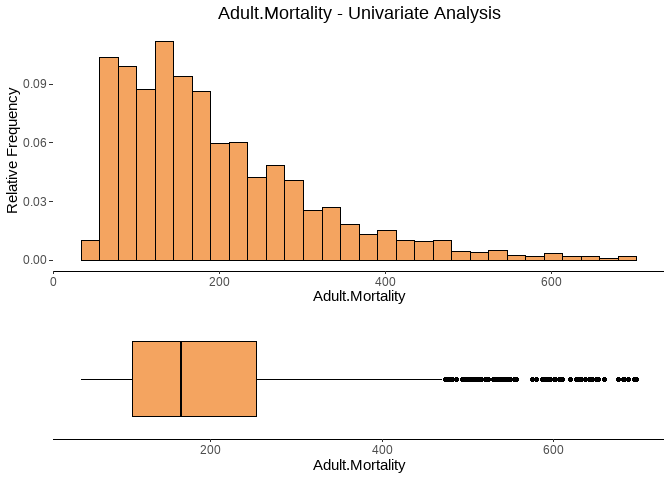 Adult.Mortality - Univariate Analysis
Relative Frequency
0.09
0.06
0.03
0.00
0 200 400 600
Adult.Mortality
200 400 600
Adult.Mortality